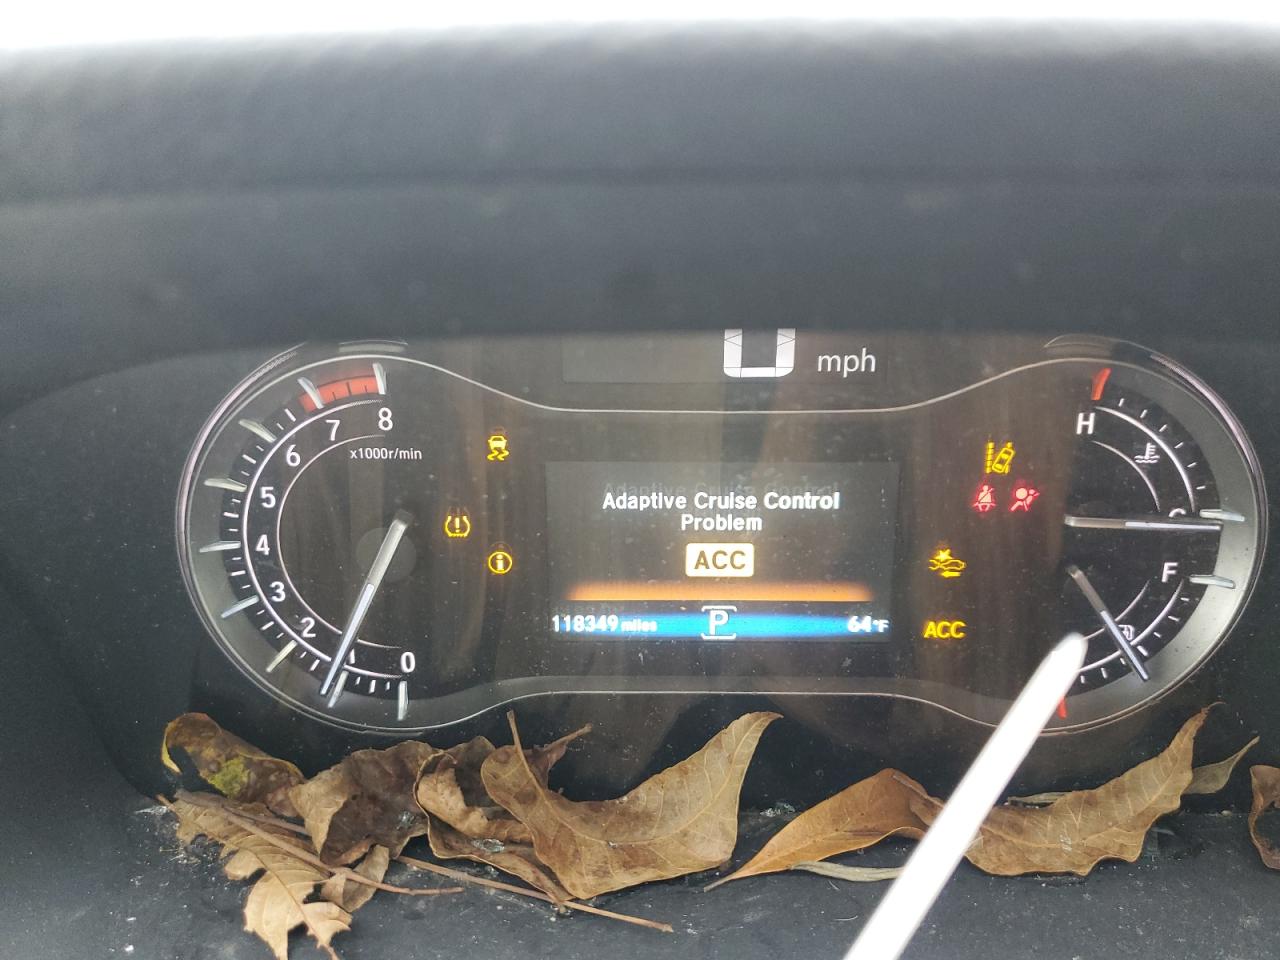 0 mph
8
7
x1000r/min
6
5
4
3
2
1
0
Adaptive Cruise Control
Problem
ACC
118349 miles
P
64°F
ACC
H
C
F